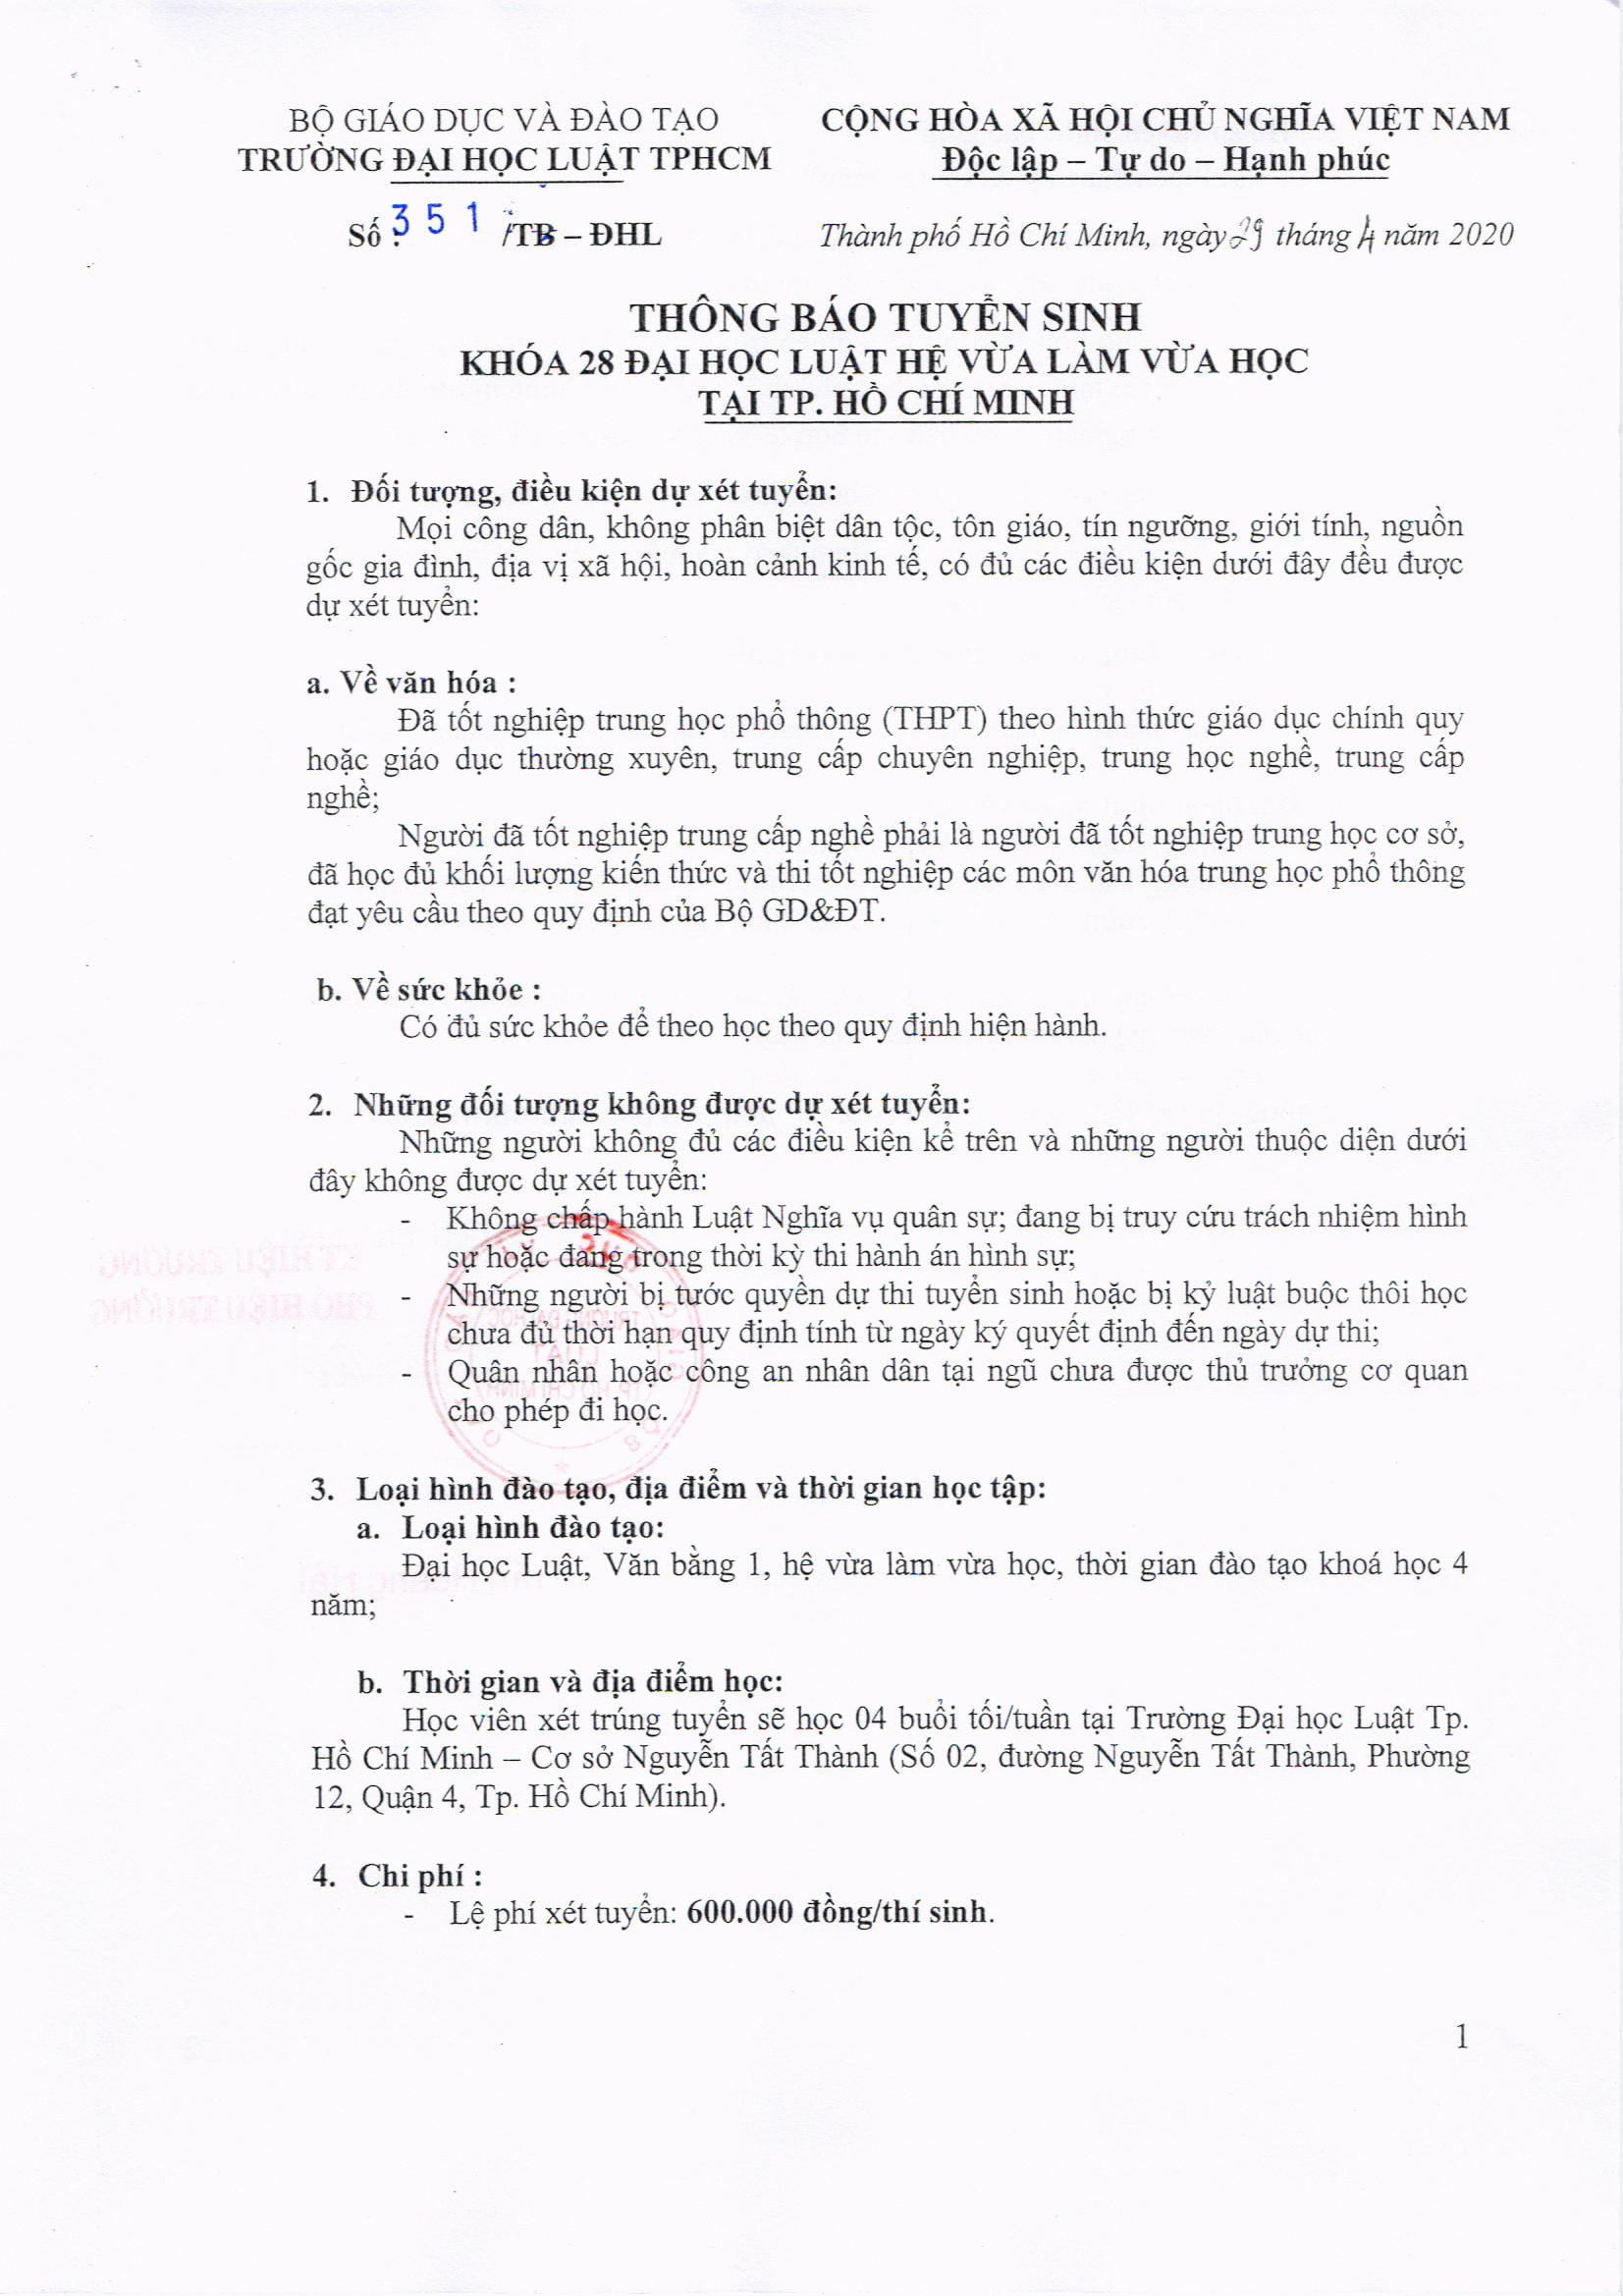 BỘ GIÁO DỤC VÀ ĐÀO TẠO
TRƯỜNG ĐẠI HỌC LUẬT TPHCM
CỘNG HÒA XÃ HỘI CHỦ NGHĨA VIỆT NAM
Độc lập – Tự do – Hạnh phúc
Số : 351 /TB – ĐHL
Thành phố Hồ Chí Minh, ngày 29 tháng 4 năm 2020
THÔNG BÁO TUYỂN SINH
KHÓA 28 ĐẠI HỌC LUẬT HỆ VỪA LÀM VỪA HỌC
TẠI TP. HỒ CHÍ MINH
1. Đối tượng, điều kiện dự xét tuyển:
Mọi công dân, không phân biệt dân tộc, tôn giáo, tín ngưỡng, giới tính, nguồn
gốc gia đình, địa vị xã hội, hoàn cảnh kinh tế, có đủ các điều kiện dưới đây đều được
dự xét tuyển:
a. Về văn hóa :
Đã tốt nghiệp trung học phổ thông (THPT) theo hình thức giáo dục chính quy
hoặc giáo dục thường xuyên, trung cấp chuyên nghiệp, trung học nghề, trung cấp
nghề;
Người đã tốt nghiệp trung cấp nghề phải là người đã tốt nghiệp trung học cơ sở,
đã học đủ khối lượng kiến thức và thi tốt nghiệp các môn văn hóa trung học phổ thông
đạt yêu cầu theo quy định của Bộ GD&ĐT.
b. Về sức khỏe :
Có đủ sức khỏe để theo học theo quy định hiện hành.
2. Những đối tượng không được dự xét tuyển:
Những người không đủ các điều kiện kể trên và những người thuộc diện dưới
đây không được dự xét tuyển:
- Không chấp hành Luật Nghĩa vụ quân sự; đang bị truy cứu trách nhiệm hình
sự hoặc đang trong thời kỳ thi hành án hình sự;
- Những người bị tước quyền dự thi tuyển sinh hoặc bị kỷ luật buộc thôi học
chưa đủ thời hạn quy định tính từ ngày ký quyết định đến ngày dự thi;
- Quân nhân hoặc công an nhân dân tại ngũ chưa được thủ trưởng cơ quan
cho phép đi học.
3. Loại hình đào tạo, địa điểm và thời gian học tập:
a. Loại hình đào tạo:
Đại học Luật, Văn bằng 1, hệ vừa làm vừa học, thời gian đào tạo khoá học 4
năm;
b. Thời gian và địa điểm học:
Học viên xét trúng tuyển sẽ học 04 buổi tối/tuần tại Trường Đại học Luật Tp.
Hồ Chí Minh – Cơ sở Nguyễn Tất Thành (Số 02, đường Nguyễn Tất Thành, Phường
12, Quận 4, Tp. Hồ Chí Minh).
4. Chi phí :
- Lệ phí xét tuyển: 600.000 đồng/thí sinh.
1